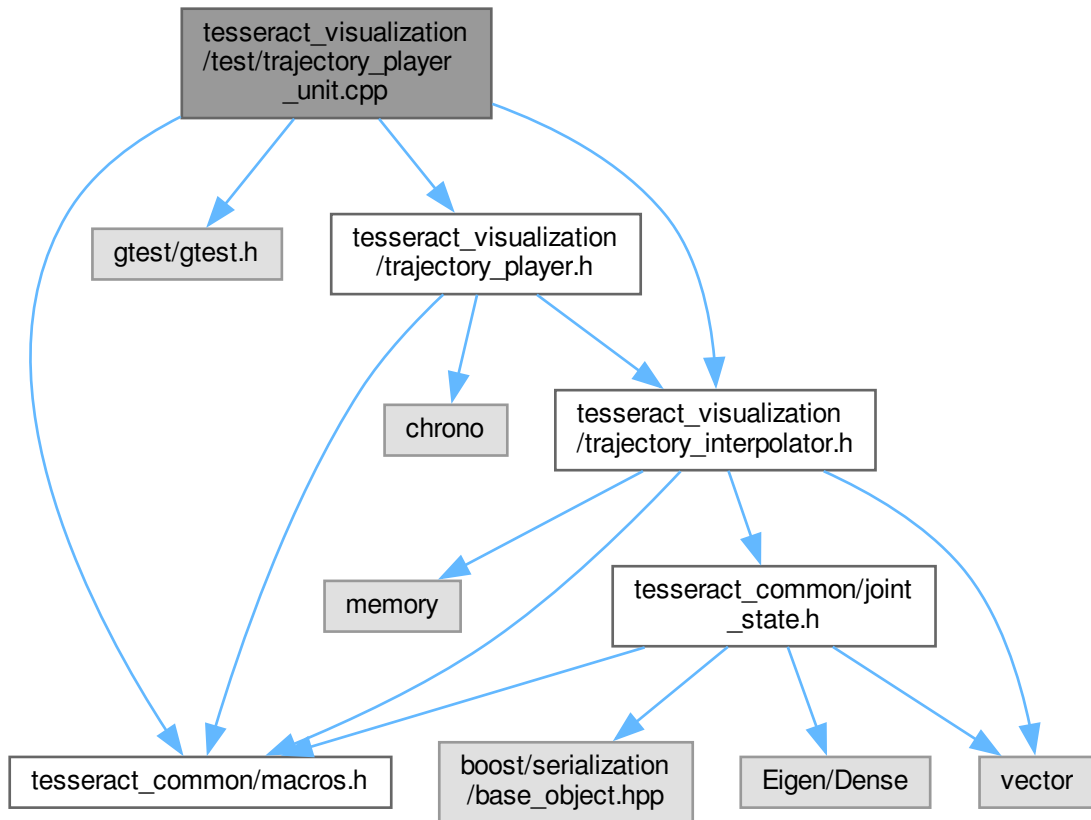 tesseract_visualization
/test/trajectory_player
_unit.cpp
gtest/gtest.h
tesseract_visualization
/trajectory_player.h
chrono
tesseract_visualization
/trajectory_interpolator.h
memory
tesseract_common/joint
_state.h
tesseract_common/macros.h
boost/serialization
/base_object.hpp
Eigen/Dense
vector